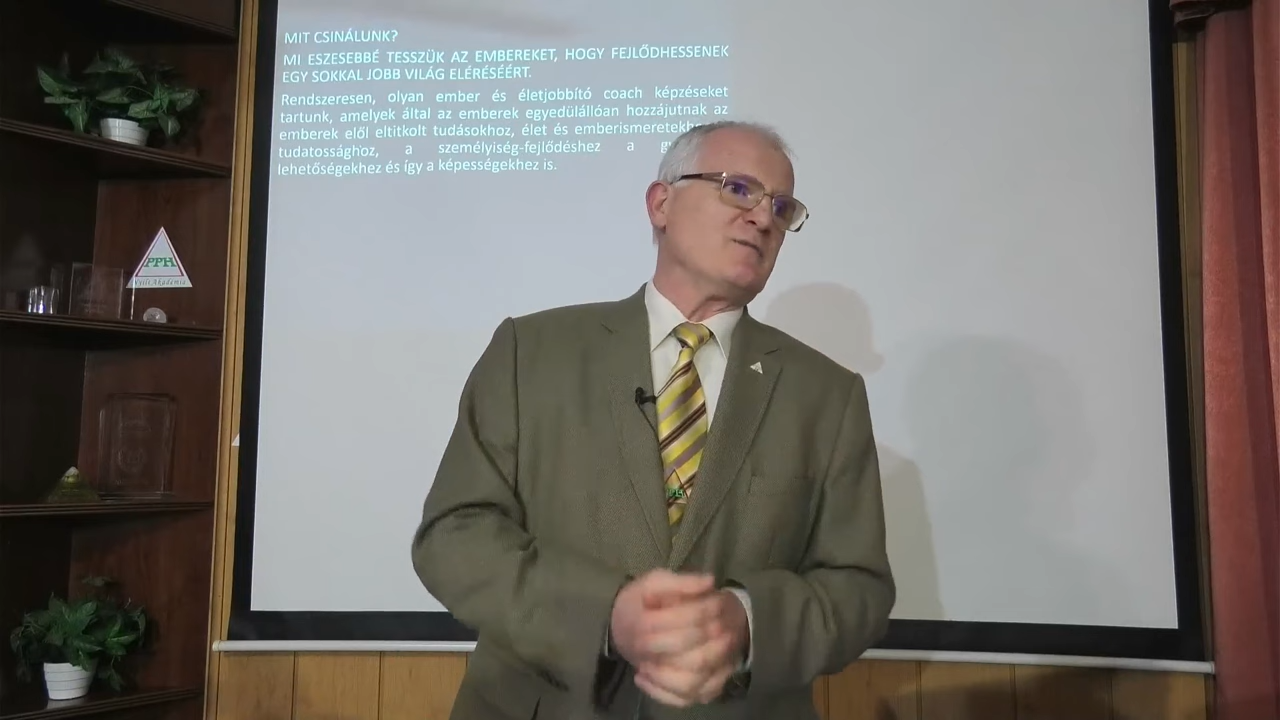 MIT CSINÁLUNK?
MI ESZESEBBÉ TESSZÜK AZ EMBEREKET, HOGY FEJLŐDHESSENEK
EGY SOKKAL JOBB VILÁG ELÉRÉSÉÉRT.
Rendszeresen, olyan ember és életjobbító coach képzéseket
tartunk, amelyek által az emberek egyedülállóan hozzájutnak az
emberek elől eltitkolt tudásokhoz, élet és
tudatossághoz, a személyiség-fejlődéshez a
lehetőségekhez és így a képességekhez is.
PPH
Nyílt Akadémia